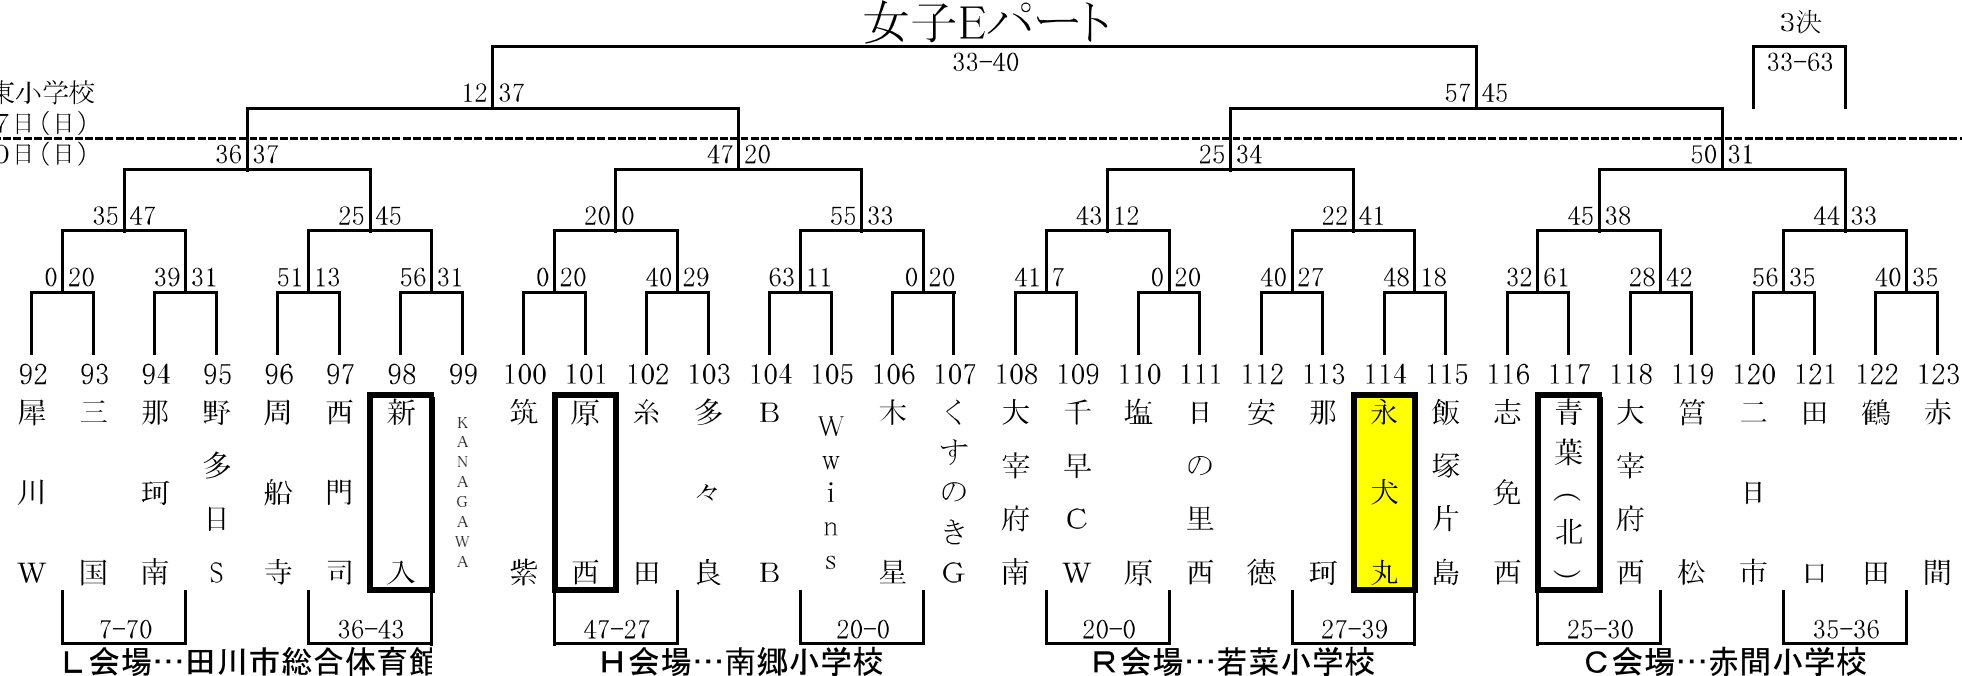 女子Eパート
3決
33-40
33-63
東小学校
12 37
57 45
7日(日)
0日(日)
36 37
47 20
25 34
50 31
35 47
25 45
20 0
55 33
43 12
22 41
45 38
44 33
0 20
39 31
51 13
56 31
0 20
40 29
63 11
0 20
41 7
0 20
40 27
48 18
32 61
28 42
56 35
40 35
92 93 94 95 96 97 98 99 100 101 102 103 104 105 106 107 108 109 110 111 112 113 114 115 116 117 118 119 120 121 122 123
犀川W
三国
那珂南
野多日S
周船寺
西門司
新入
KANAGAWA
筑紫
原西
糸田
多々良
BB
Wwins
木星
くすのきG
大宰府南
千早CW
塩原
日の里西
安徳
那珂
永犬丸
飯塚片島
志免西
青葉(北)
大宰府西
筥松
二日市
田口
鶴田
赤間
7-70
36-43
47-27
20-0
20-0
27-39
25-30
35-36
L会場…田川市総合体育館
H会場…南郷小学校
R会場…若菜小学校
C会場…赤間小学校